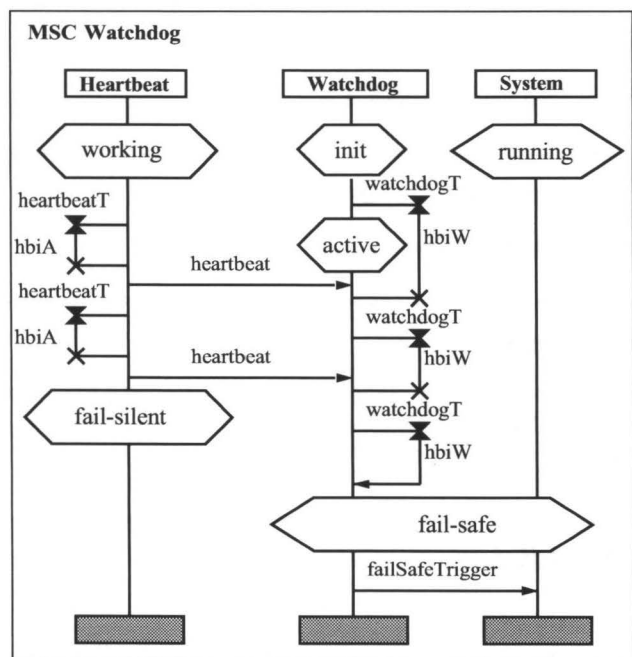 MSC Watchdog
Heartbeat Watchdog System
working init running
heartbeatT watchdogT
hbiA active hbiW
heartbeat
heartbeatT watchdogT
hbiA hbiW
heartbeat
watchdogT
fail-silent hbiW
fail-safe
failSafeTrigger